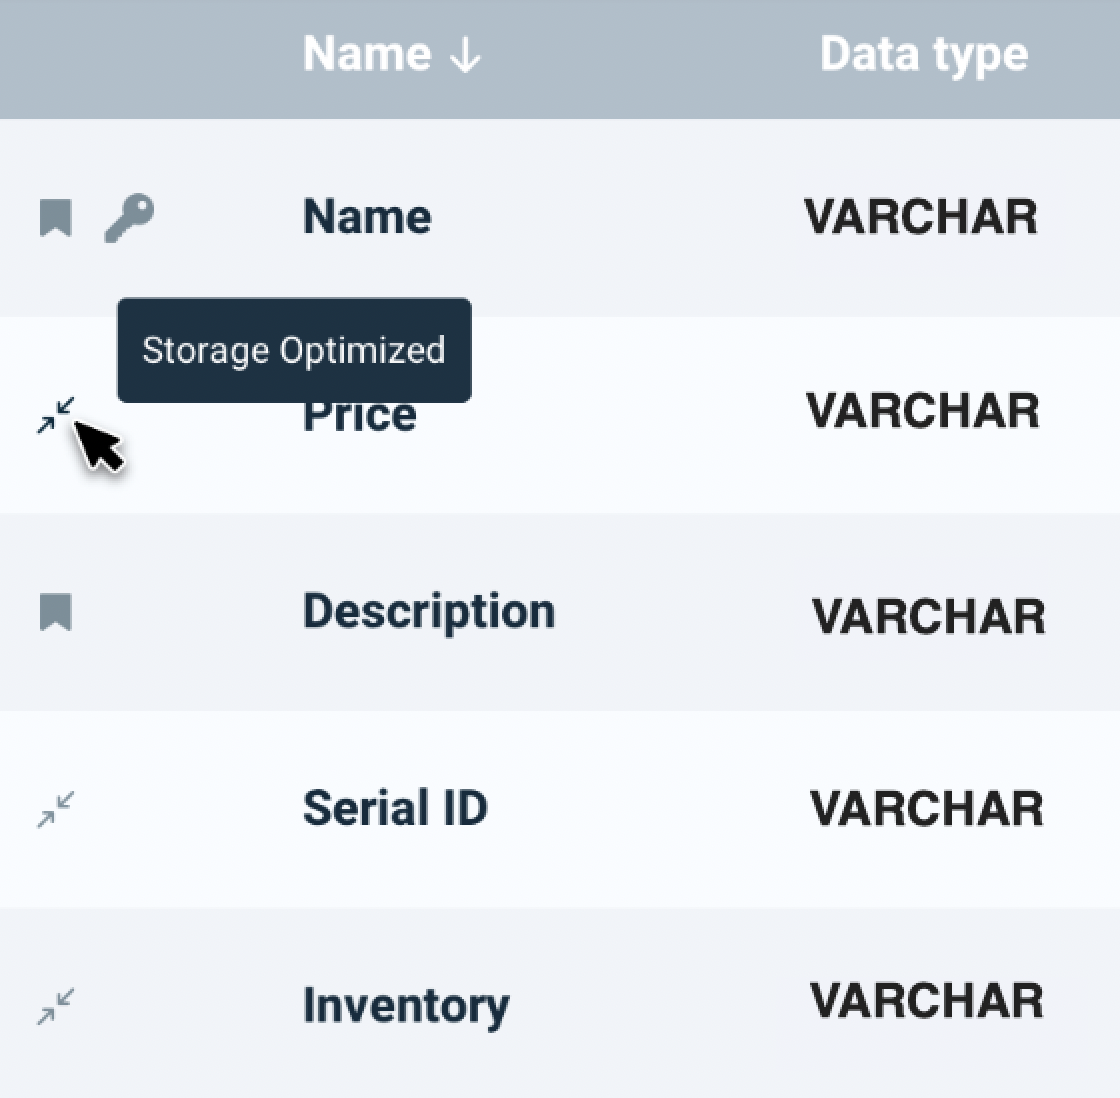 Name ↓ Data type
Name VARCHAR
Storage Optimized
Price VARCHAR
Description VARCHAR
Serial ID VARCHAR
Inventory VARCHAR